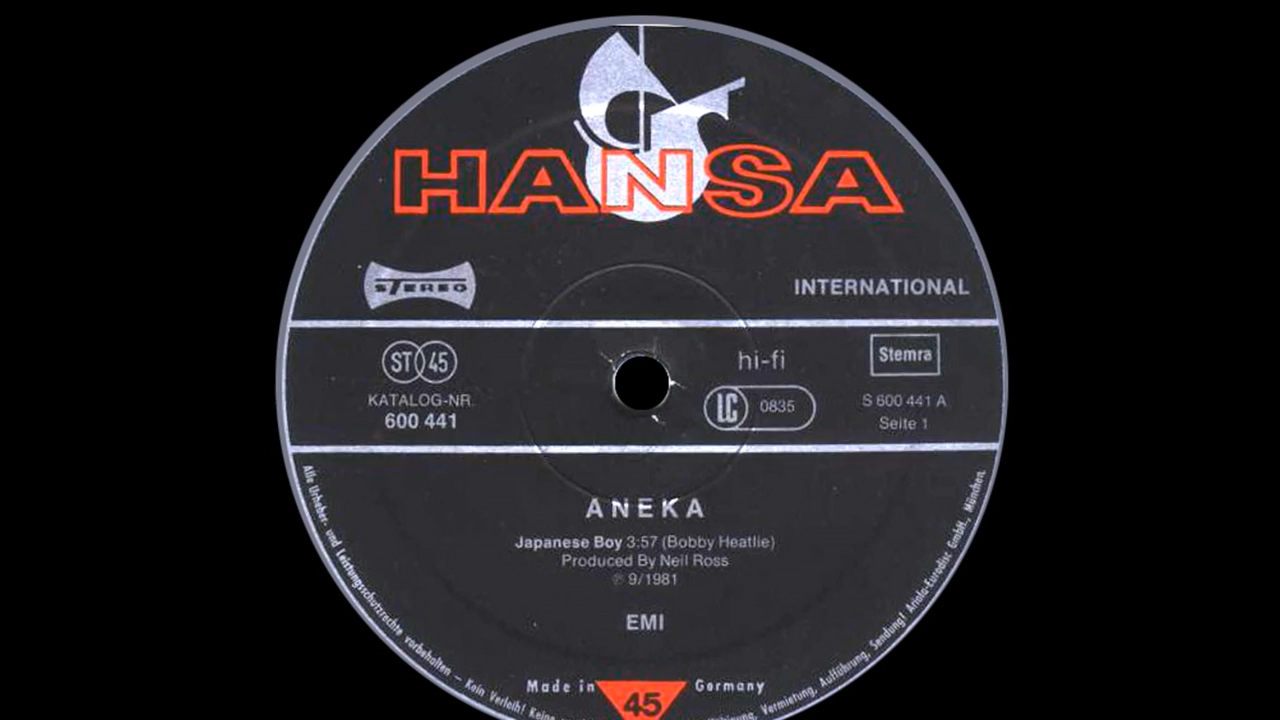 HANSA
STEREO
INTERNATIONAL
ST 45
hi-fi
Stemra
KATALOG-NR.
600 441
LC 0835
S 600 441 A
Seite 1
ANEKA
Japanese Boy 3:57 (Bobby Heatlie)
Produced By Neil Ross
℗ 9/1981
EMI
Made in Germany
45
Alle Urheber- und Leistungsschutzrechte vorbehalten – Kein Verleih! Keine Vermietung, Aufführung, Sendung! Ariola-Eurodisc GmbH., München.